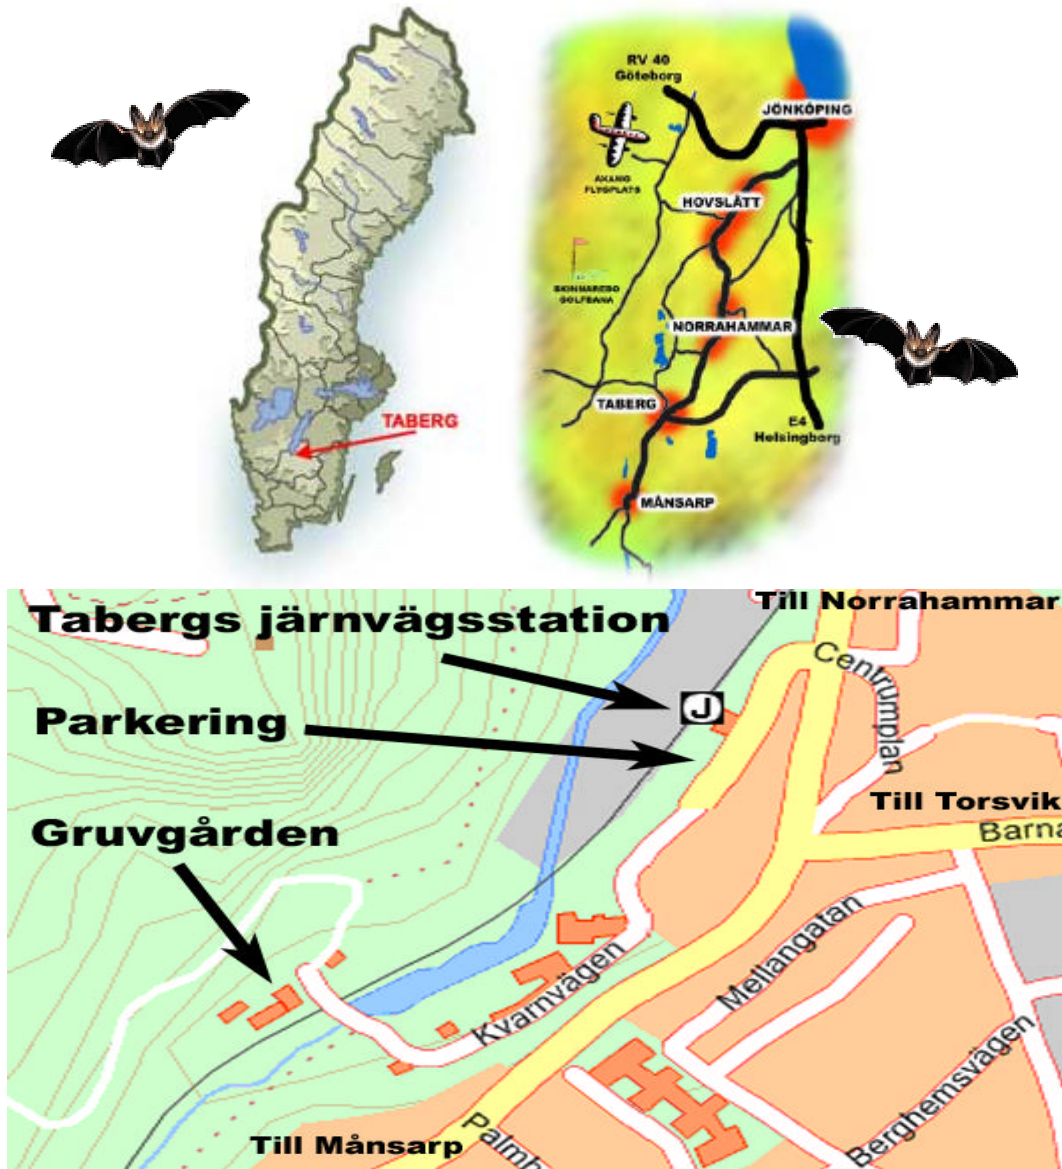 TABERG
RV 40
Göteborg
JÖNKÖPING
AXAMO
FLYGPLATS
HOVSLÄTT
SKINNAREBO
GOLFBANA
NORRAHAMMAR
TABERG
E4
Helsingborg
MÅNSARP
Tabergs järnvägsstation
Till Norrahammar
Centrumplan
J
Parkering
Till Torsvik
Barna
Gruvgården
Mellangatan
Kvarnvägen
Berghemsvägen
Till Månsarp